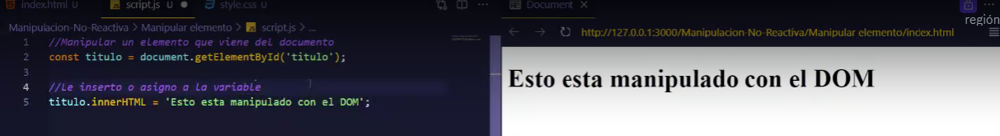 index.html U
script.js U
style.css U
Document
región
Manipulacion-No-Reactiva > Manipular elemento > script.js > ...
http://127.0.0.1:3000/Manipulacion-No-Reactiva/Manipular elemento/index.html
1 //Manipular un elemento que viene del documento
2 const titulo = document.getElementById('titulo');
3
4 //Le inserto o asigno a la variable
5 titulo.innerHTML = 'Esto esta manipulado con el DOM';
Esto esta manipulado con el DOM